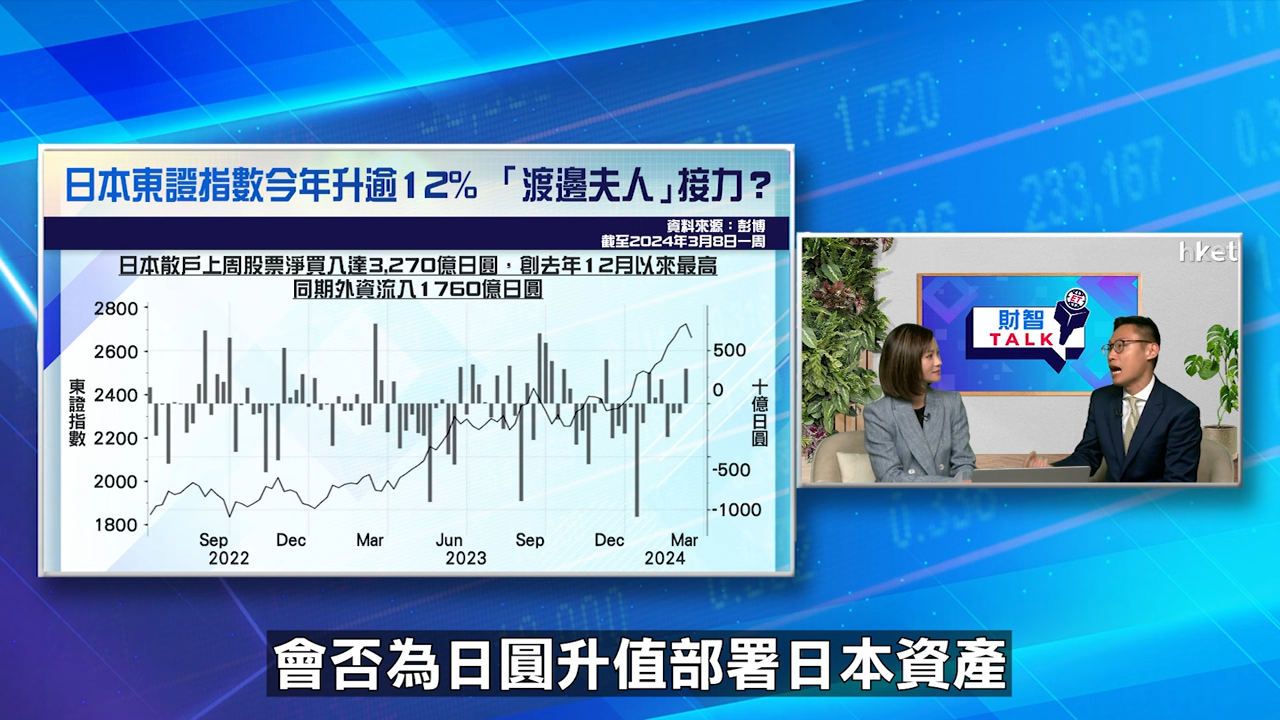 日本東證指數今年升逾12% 「渡邊夫人」接力？
資料來源：彭博
截至2024年3月8日一周
日本散戶上周股票淨買入達3,270億日圓，創去年12月以來最高
同期外資流入1760億日圓
2800
2600
2400
2200
2000
1800
東證指數
500
0
-500
-1000
十億日圓
Sep Dec Mar Jun Sep Dec Mar
2022 2023 2024
hket
財智
TALK
1.720
9,996
233,167
會否為日圓升值部署日本資產